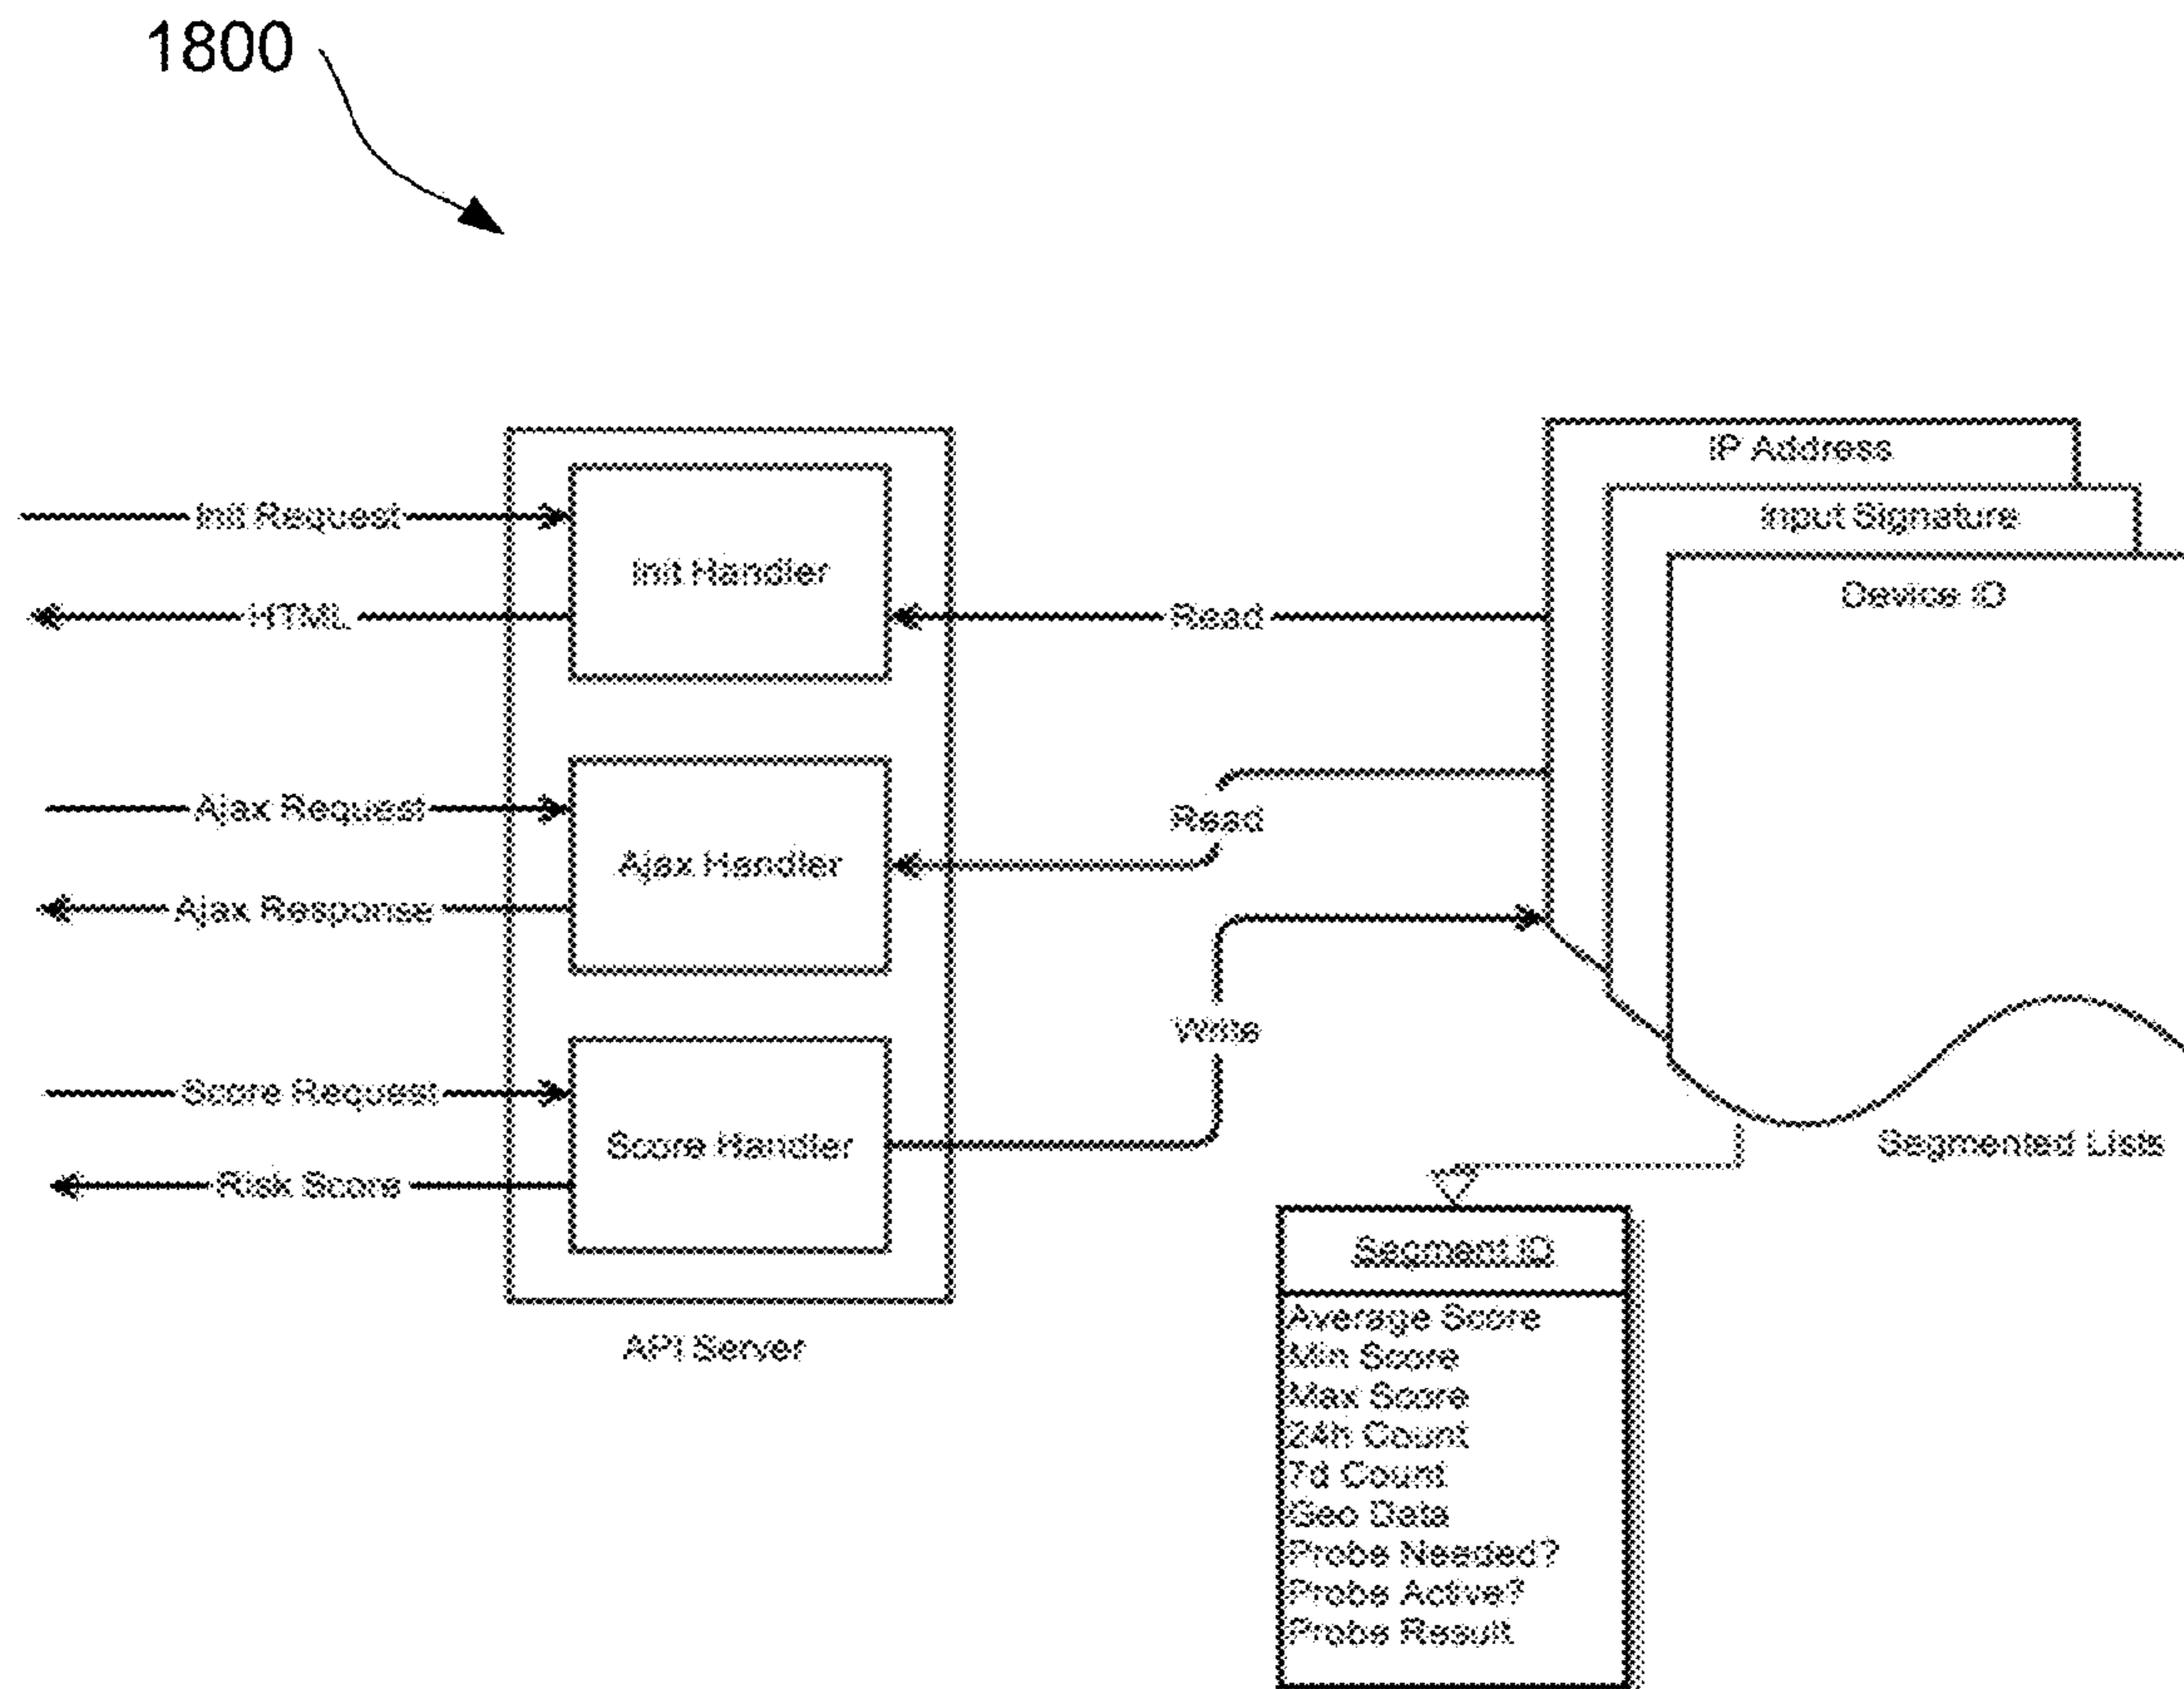 1800
IP Address
Input Signature
Device ID
Init Request
HTML
Init Handler
Read
Ajax Request
Ajax Response
Ajax Handler
Read
Write
Score Request
Risk Score
Score Handler
API Server
Segmented Lists
Segment ID
Average Score
Min Score
Max Score
24h Count
7d Count
Geo Data
Probe Needed?
Probe Active?
Probe Result